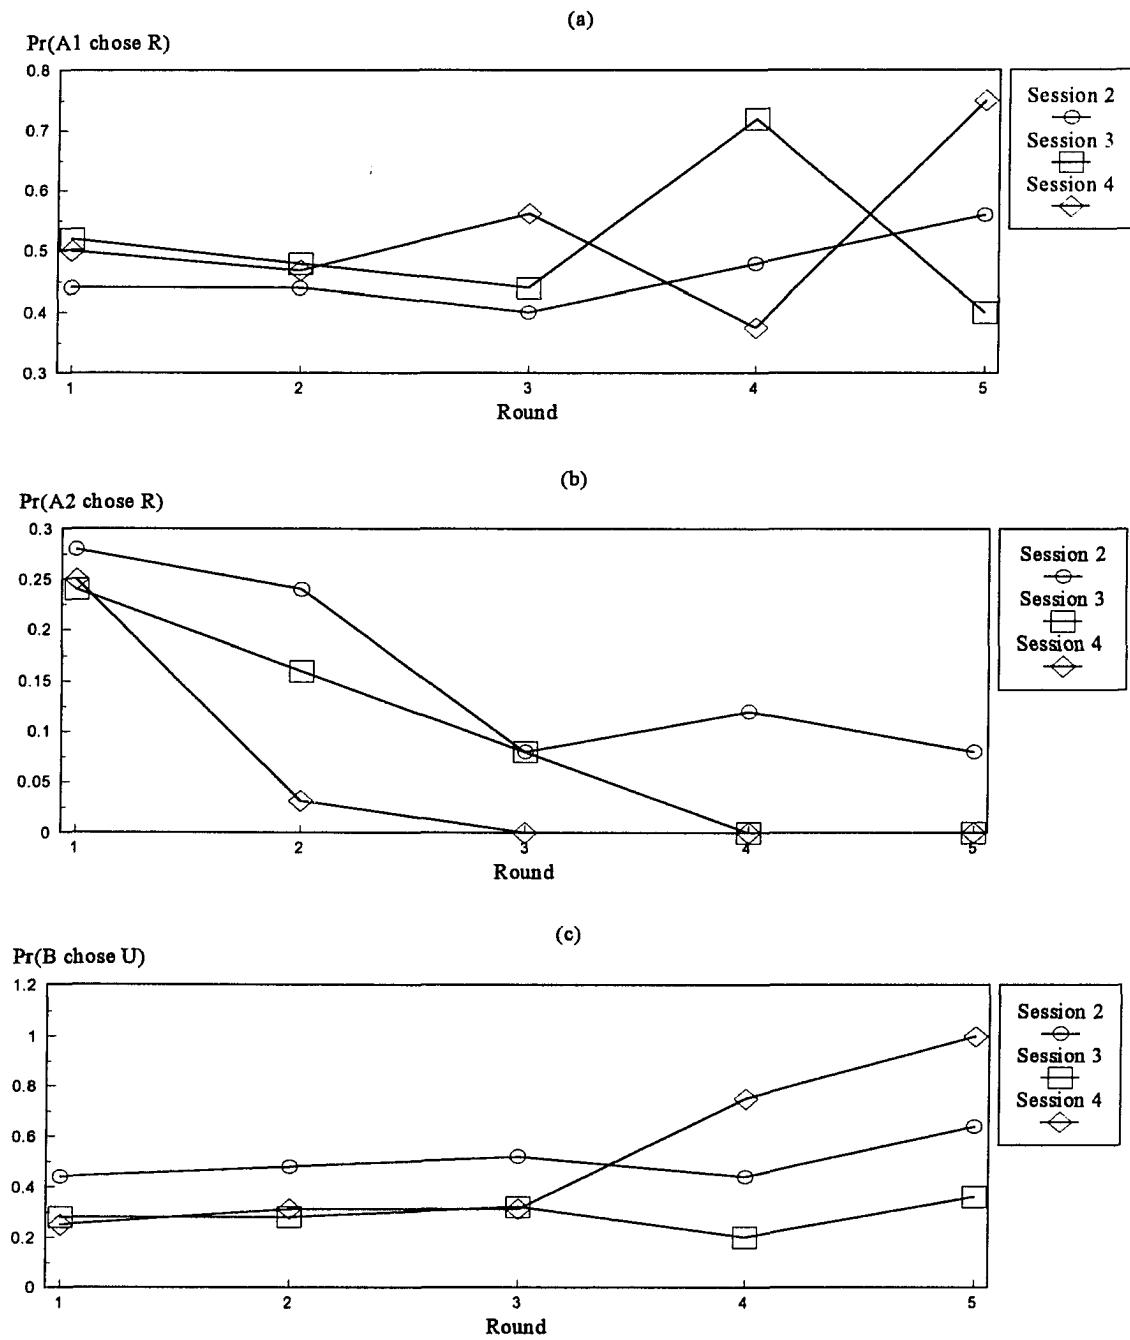 (a)
Pr(A1 chose R)
0.8
0.7
0.6
0.5
0.4
0.3
1 2 3 4 5
Round
Session 2
Session 3
Session 4
(b)
Pr(A2 chose R)
0.3
0.25
0.2
0.15
0.1
0.05
0
1 2 3 4 5
Round
Session 2
Session 3
Session 4
(c)
Pr(B chose U)
1.2
1
0.8
0.6
0.4
0.2
0
1 2 3 4 5
Round
Session 2
Session 3
Session 4